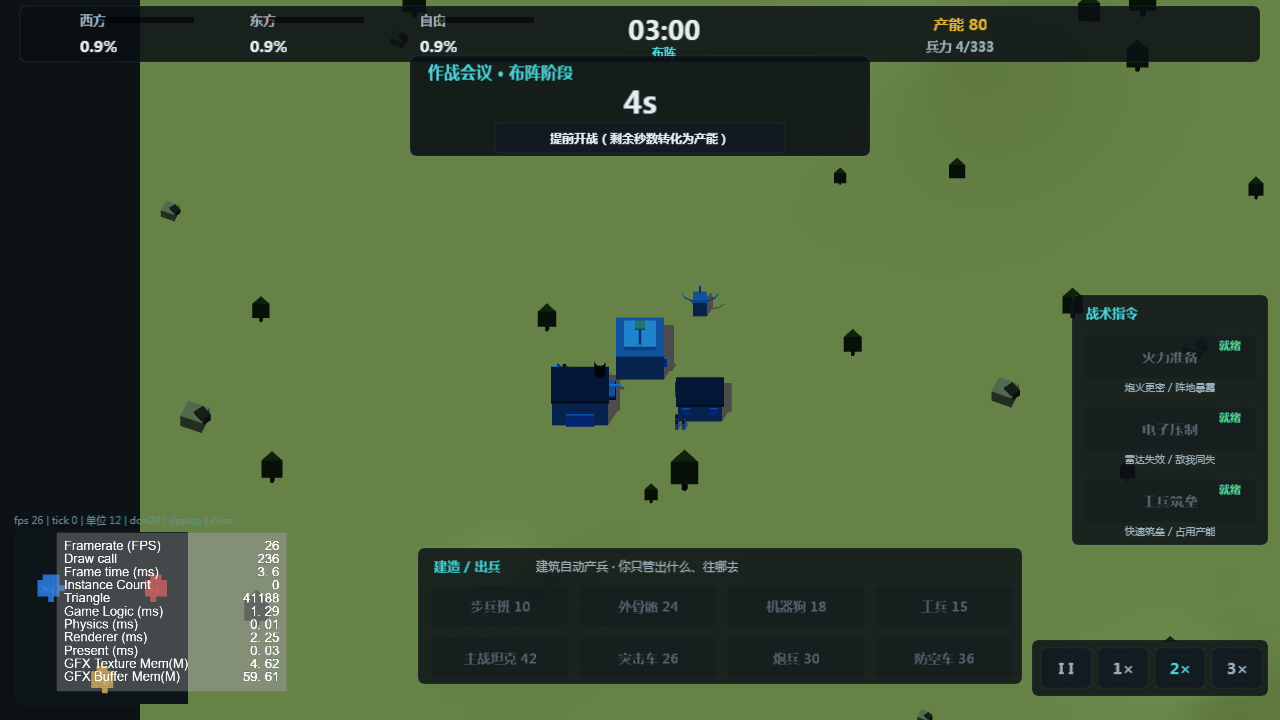 西方 东方 自由 03:00 产能 80
0.9% 0.9% 0.9% 布阵 兵力 4/333
作战会议 • 布阵阶段
4s
提前开战 ( 剩余秒数转化为产能 )
战术指令
火力准备 就绪
炮火更密 / 阵地暴露
电子压制 就绪
雷达失效 / 敌我同失
工兵筑垒 就绪
快速筑垒 / 占用产能
fps 26 | tick 0 | 单位 12 | dc≈24 | display | clear
Framerate (FPS) 26
Draw call 236
Frame time (ms) 3. 6
Instance Count 0
Triangle 41188
Game Logic (ms) 1. 29
Physics (ms) 0. 01
Renderer (ms) 2. 25
Present (ms) 0. 03
GFX Texture Mem(M) 4. 62
GFX Buffer Mem(M) 59. 61
建造 / 出兵 建筑自动产兵 · 你只管出什么、往哪去
步兵班 10 外骨骼 24 机器狗 18 工兵 15
主战坦克 42 突击车 26 炮兵 30 防空车 36
II 1× 2× 3×